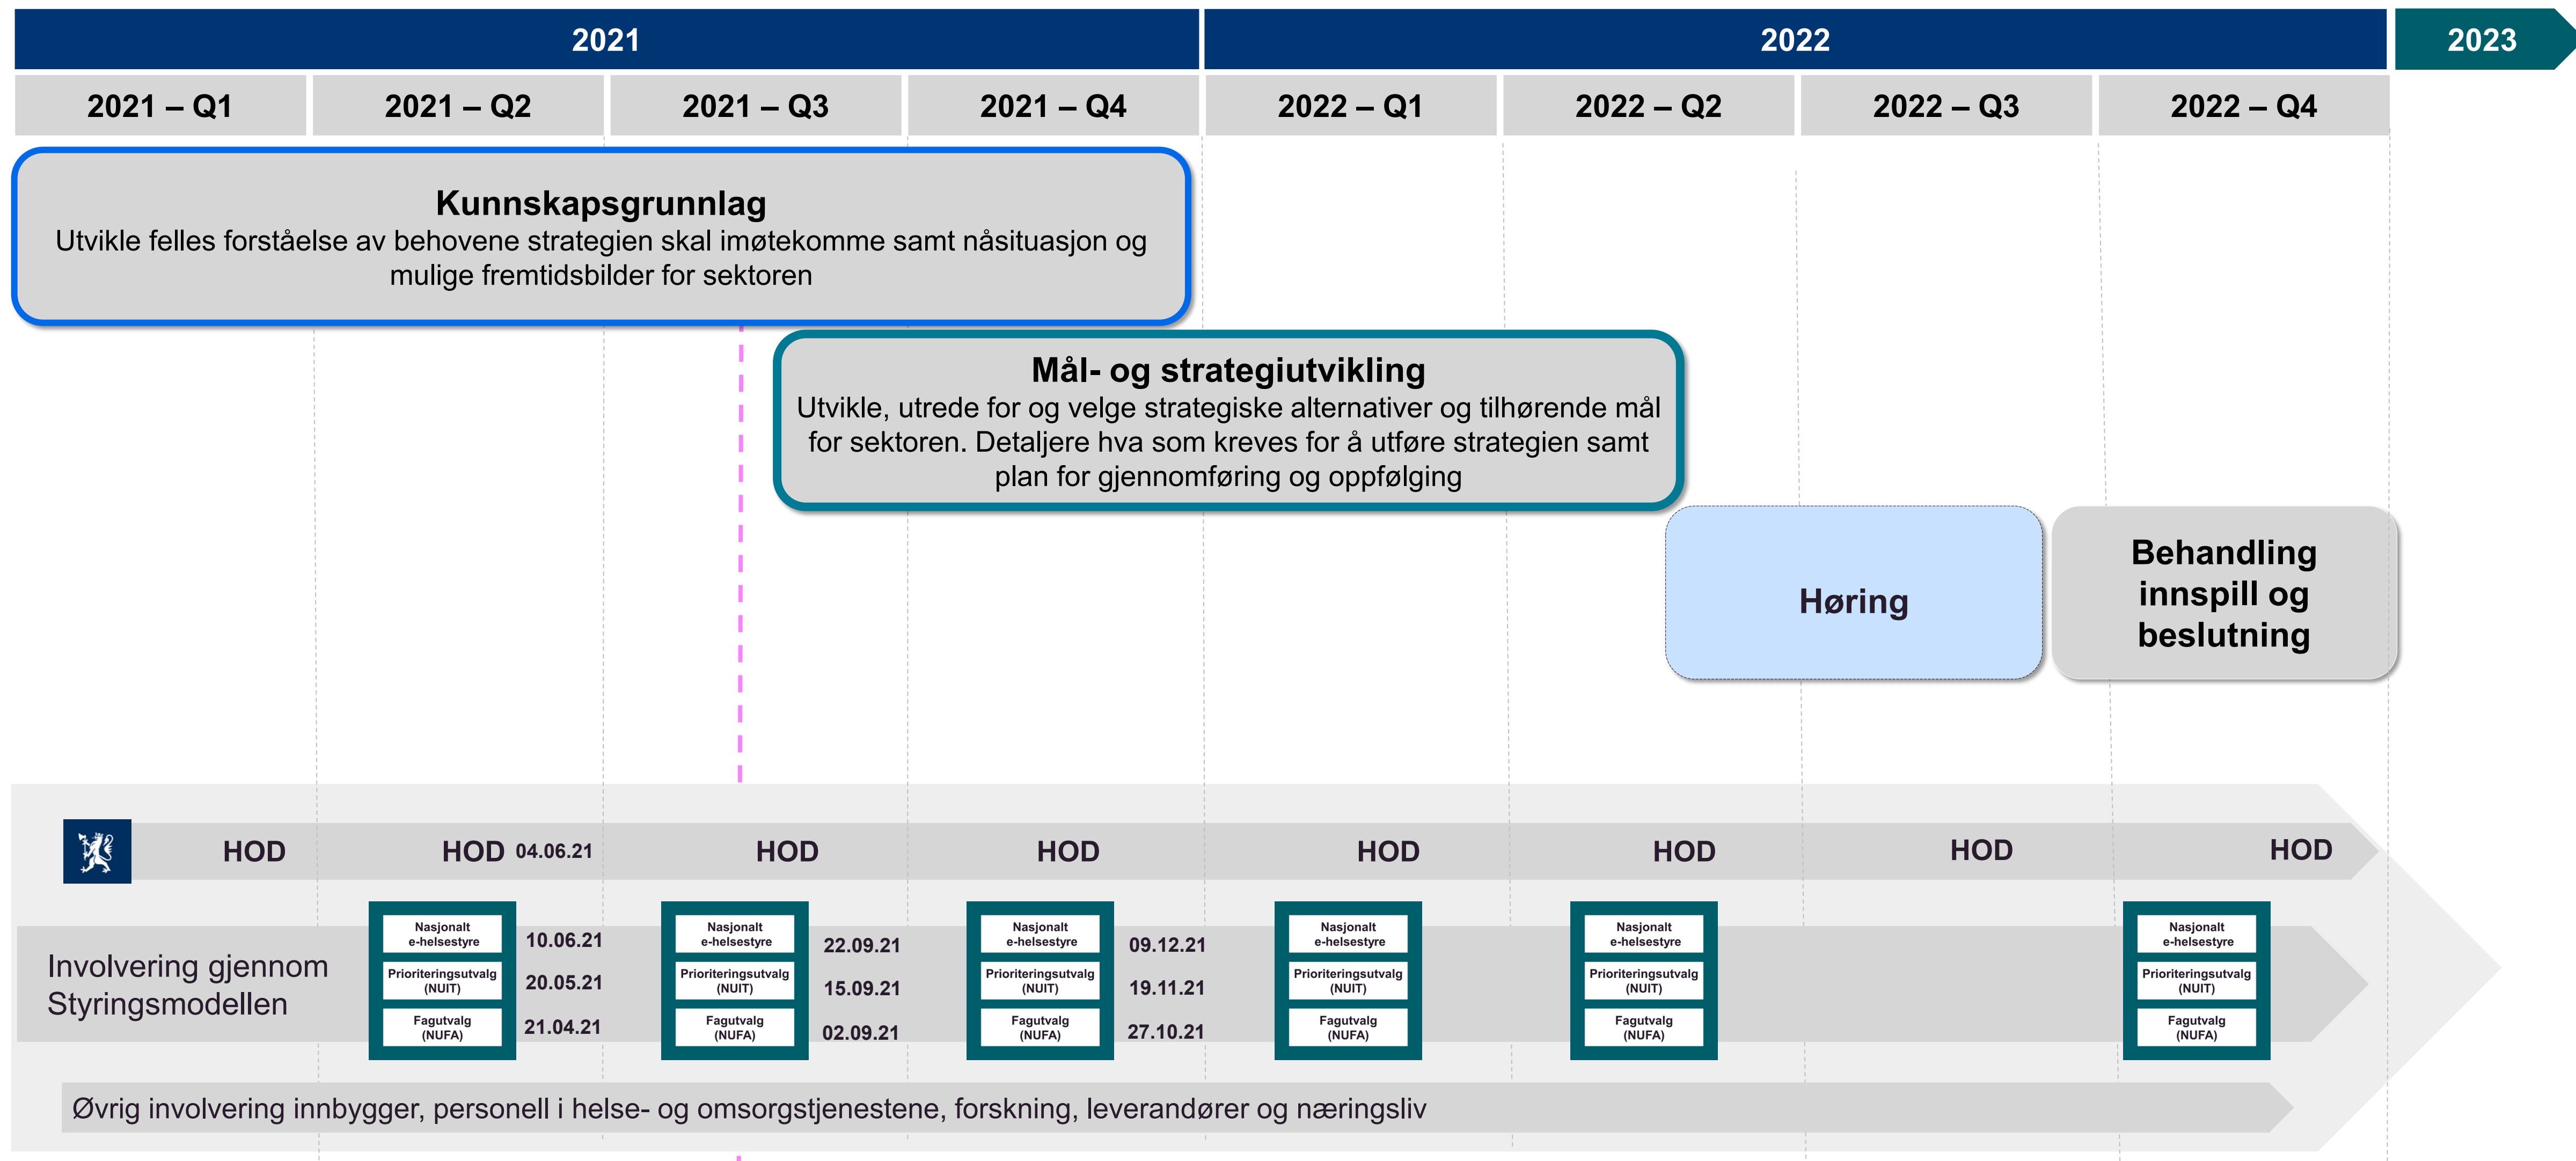 2021
2022
2023
2021 – Q1
2021 – Q2
2021 – Q3
2021 – Q4
2022 – Q1
2022 – Q2
2022 – Q3
2022 – Q4
Kunnskapsgrunnlag
Utvikle felles forståelse av behovene strategien skal imøtekomme samt nåsituasjon og
mulige fremtidsbilder for sektoren
Mål- og strategiutvikling
Utvikle, utrede for og velge strategiske alternativer og tilhørende mål
for sektoren. Detaljere hva som kreves for å utføre strategien samt
plan for gjennomføring og oppfølging
Høring
Behandling
innspill og
beslutning
HOD
HOD 04.06.21
HOD
HOD
HOD
HOD
HOD
HOD
Involvering gjennom
Styringsmodellen
Nasjonalt
e-helsestyre
Prioriteringsutvalg
(NUIT)
Fagutvalg
(NUFA)
10.06.21
20.05.21
21.04.21
Nasjonalt
e-helsestyre
Prioriteringsutvalg
(NUIT)
Fagutvalg
(NUFA)
22.09.21
15.09.21
02.09.21
Nasjonalt
e-helsestyre
Prioriteringsutvalg
(NUIT)
Fagutvalg
(NUFA)
09.12.21
19.11.21
27.10.21
Nasjonalt
e-helsestyre
Prioriteringsutvalg
(NUIT)
Fagutvalg
(NUFA)
Nasjonalt
e-helsestyre
Prioriteringsutvalg
(NUIT)
Fagutvalg
(NUFA)
Nasjonalt
e-helsestyre
Prioriteringsutvalg
(NUIT)
Fagutvalg
(NUFA)
Øvrig involvering innbygger, personell i helse- og omsorgstjenestene, forskning, leverandører og næringsliv